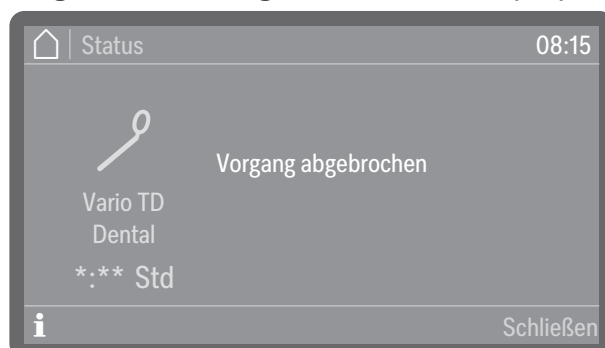 Status 08:15
Vorgang abgebrochen
Vario TD
Dental
*:** Std
i Schließen